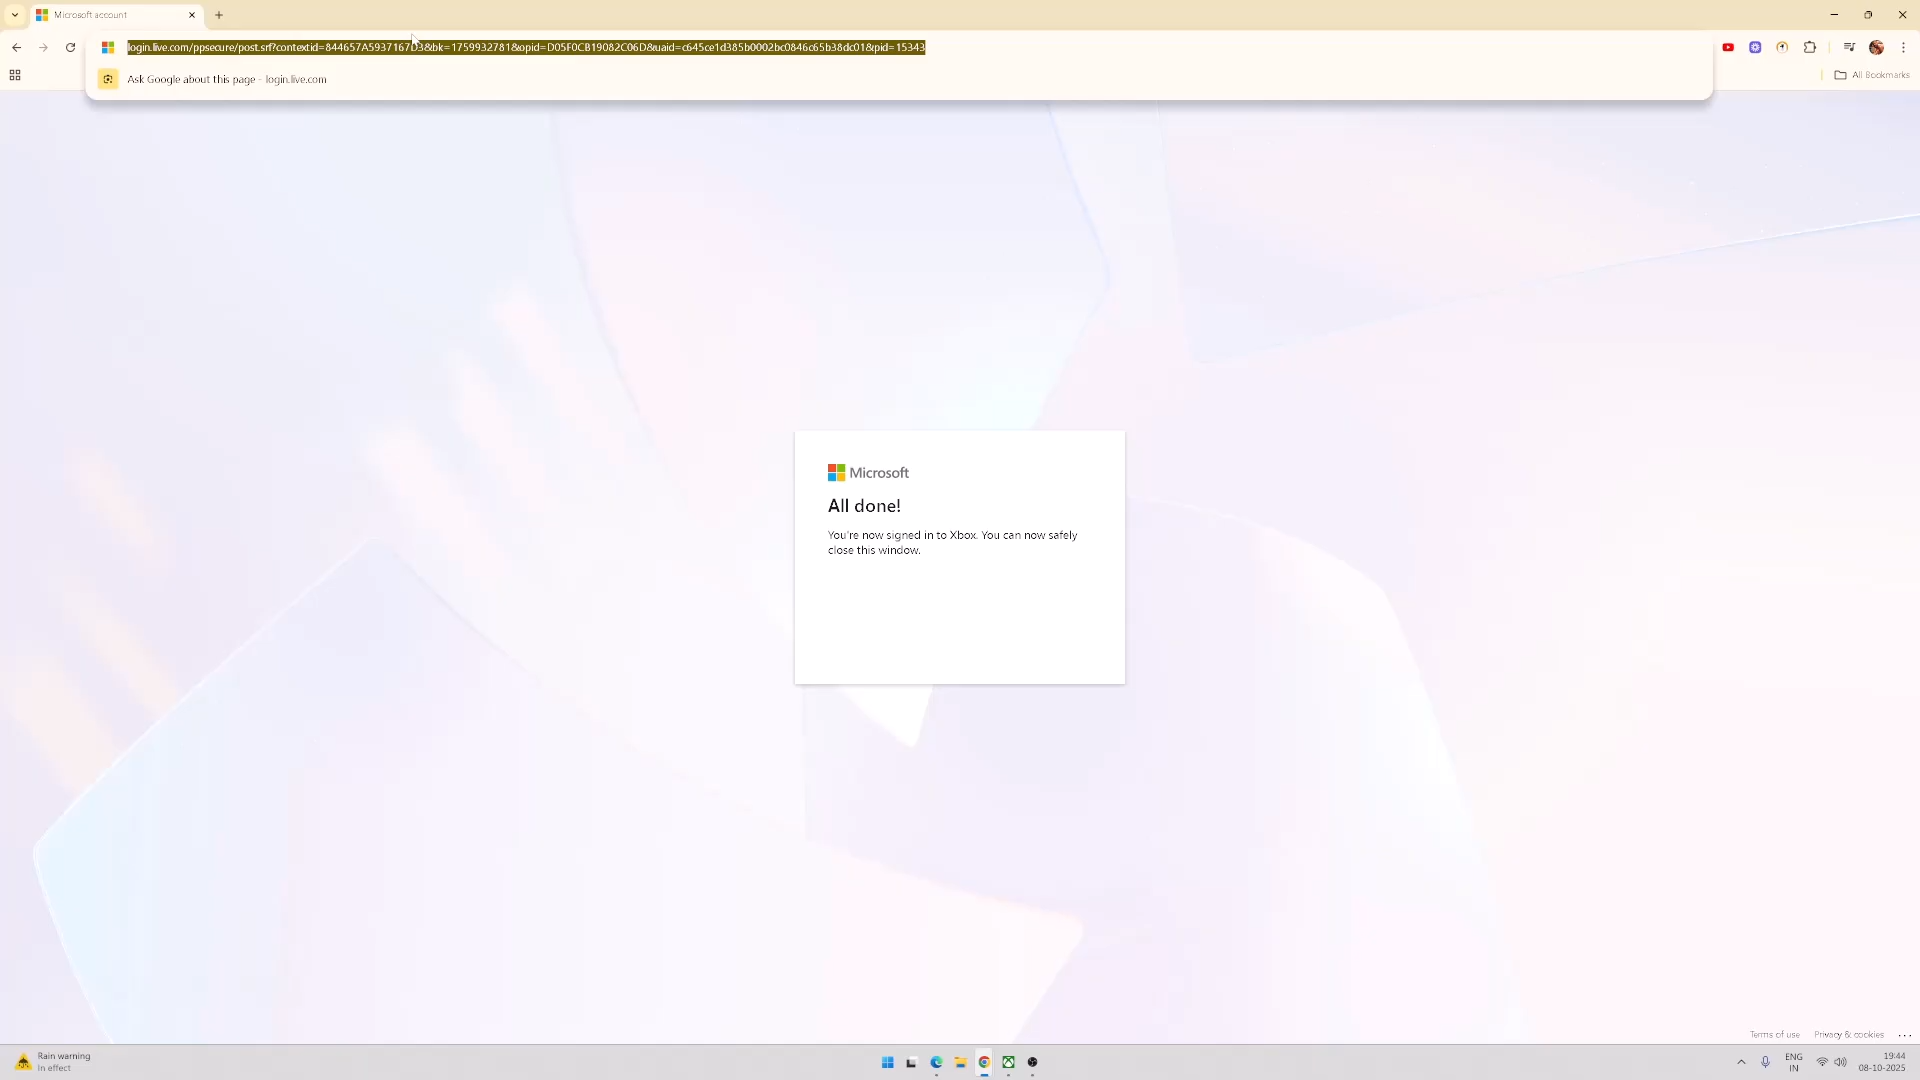 Microsoft account
login.live.com/ppsecure/post.srf?contextid=844657A5937167D3&bk=1759932781&opid=D05F0CB19082C06D&uaid=c645ce1d385b0002bc0846c65b38dc01&pid=15343
Ask Google about this page - login.live.com
All Bookmarks
Microsoft
All done!
You're now signed in to Xbox. You can now safely
close this window.
Terms of use
Privacy & cookies
...
Rain warning
In effect
ENG
IN
19:44
08-10-2025